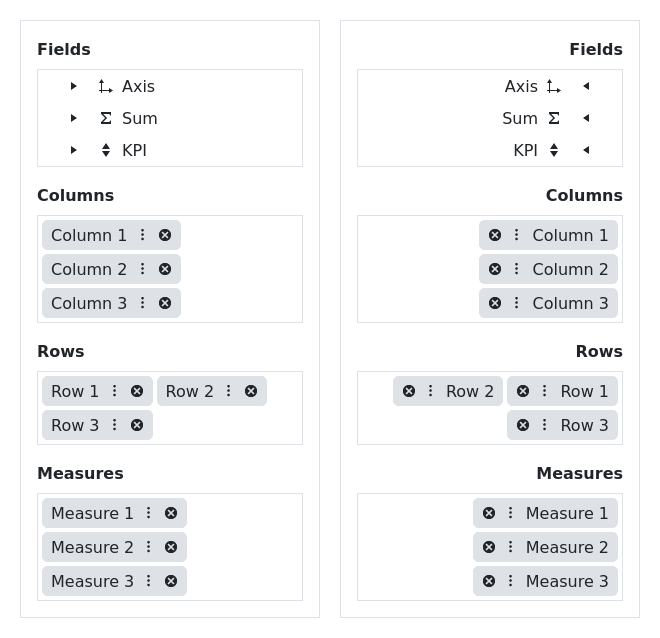 Fields
Axis
Sum
KPI
Columns
Column 1
Column 2
Column 3
Rows
Row 1 Row 2
Row 3
Measures
Measure 1
Measure 2
Measure 3
Fields
Axis
Sum
KPI
Columns
Column 1
Column 2
Column 3
Rows
Row 2 Row 1
Row 3
Measures
Measure 1
Measure 2
Measure 3